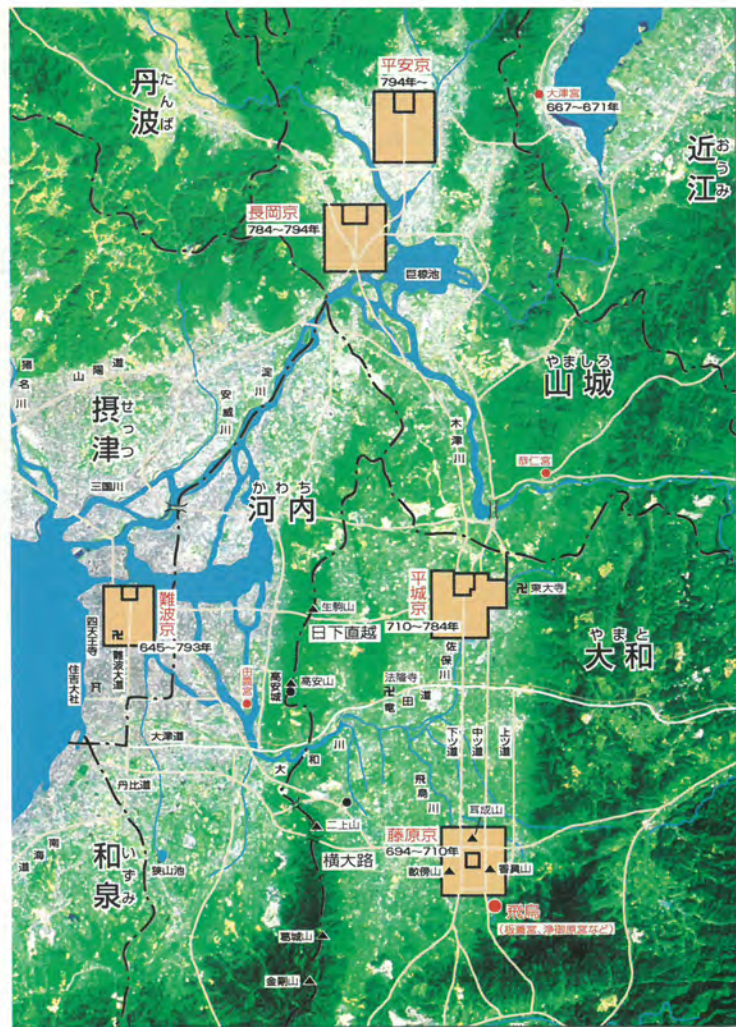 平安京
794年~
丹波
たんば
大津宮
667~671年
近江
おうみ
長岡京
784~794年
巨椋池
山陽道
猪名川
安威川
淀川
摂津
せっつ
三国川
山城
やましろ
木津川
恭仁宮
河内
かわち
難波京
645~793年
四天王寺
難波大道
住吉大社
生駒山
日下直越
平城京
710~784年
東大寺
大和
やまと
佐保川
法隆寺
竜田道
高安城
高安山
由義宮
大津道
丹比道
大和川
下ツ道
中ツ道
上ツ道
飛鳥川
耳成山
二上山
藤原京
694~710年
畝傍山
香具山
横大路
南海道
和泉
いずみ
狭山池
飛鳥
(板蓋宮、浄御原宮など)
葛城山
金剛山